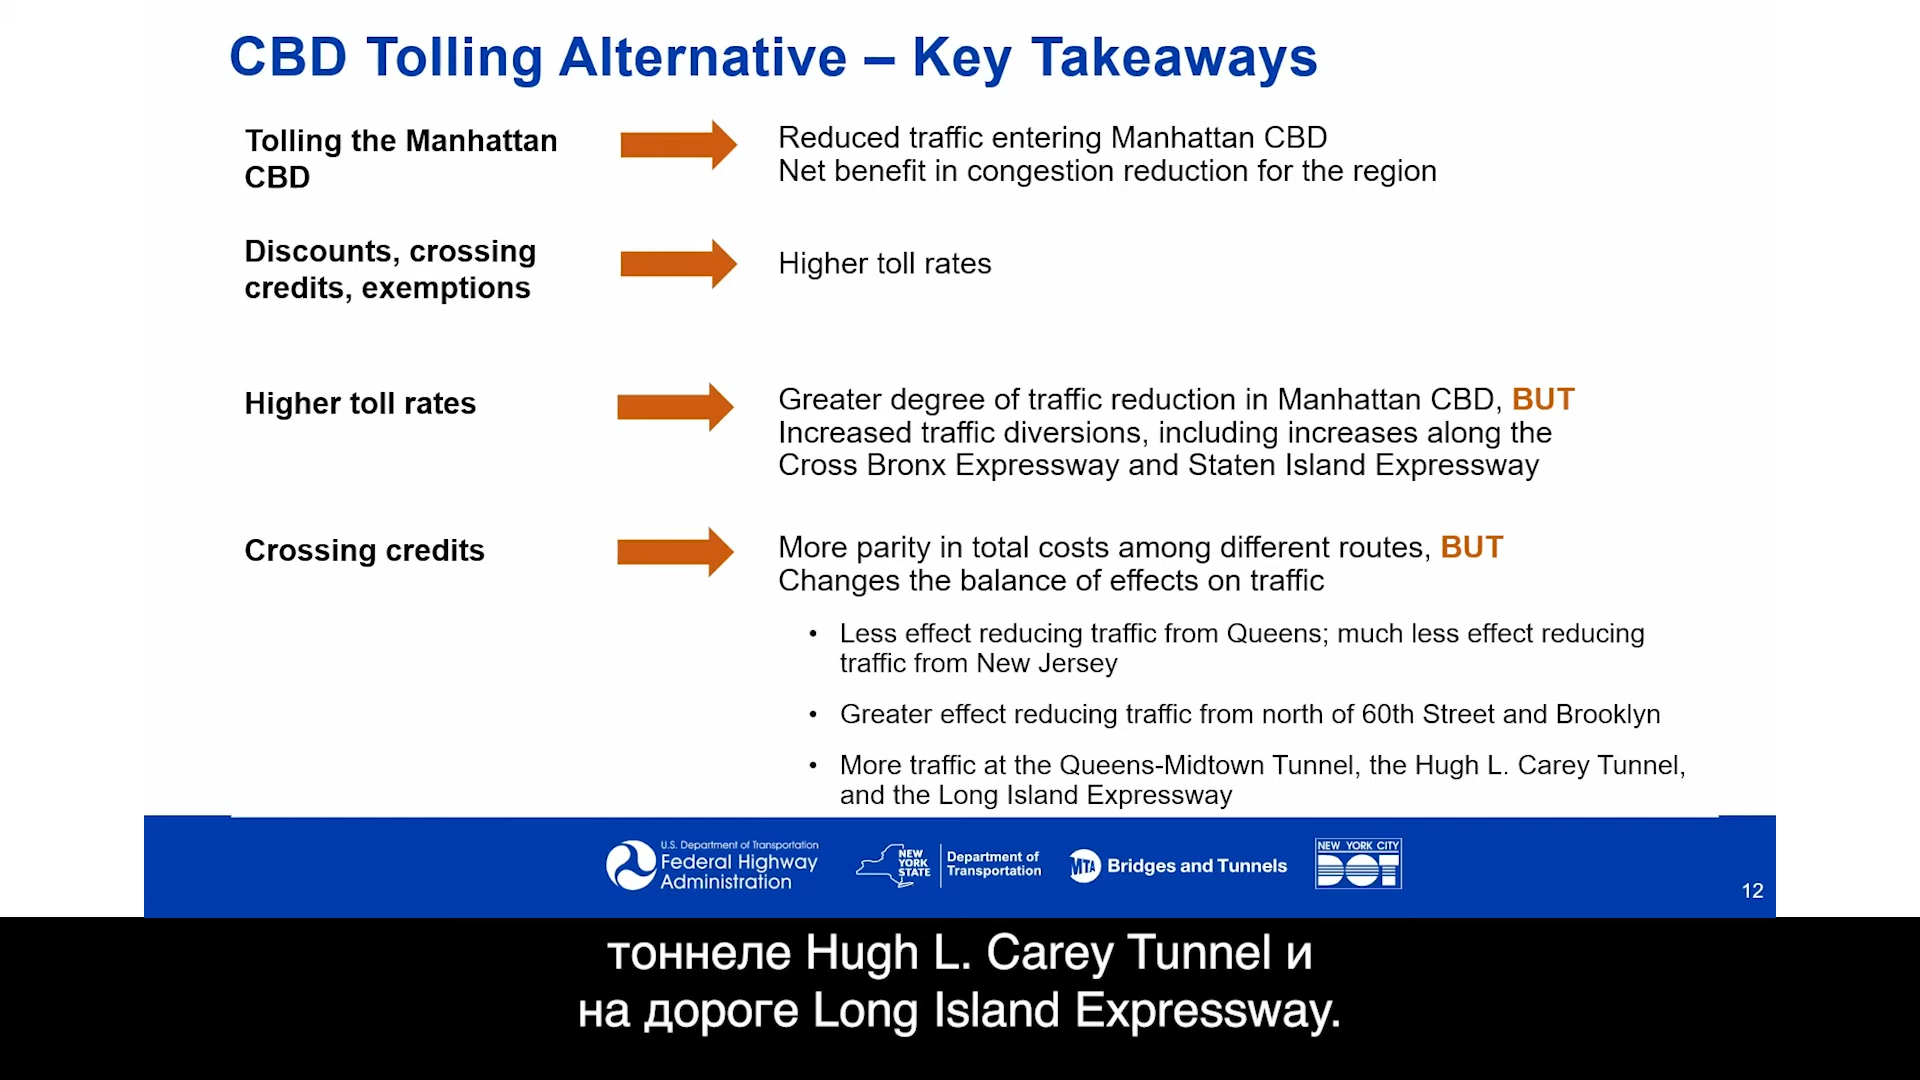 CBD Tolling Alternative – Key Takeaways
Tolling the Manhattan
CBD
Reduced traffic entering Manhattan CBD
Net benefit in congestion reduction for the region
Discounts, crossing
credits, exemptions
Higher toll rates
Higher toll rates
Greater degree of traffic reduction in Manhattan CBD, BUT
Increased traffic diversions, including increases along the
Cross Bronx Expressway and Staten Island Expressway
Crossing credits
More parity in total costs among different routes, BUT
Changes the balance of effects on traffic
• Less effect reducing traffic from Queens; much less effect reducing
traffic from New Jersey
• Greater effect reducing traffic from north of 60th Street and Brooklyn
• More traffic at the Queens-Midtown Tunnel, the Hugh L. Carey Tunnel,
and the Long Island Expressway
U.S. Department of Transportation
Federal Highway
Administration
NEW
YORK
STATE
Department of
Transportation
MTA Bridges and Tunnels
NEW YORK CITY
DOT
12
тоннеле Hugh L. Carey Tunnel и
на дороге Long Island Expressway.